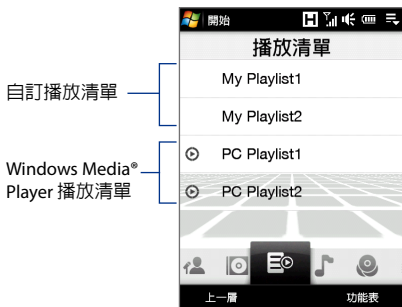 開始
播放清單
自訂播放清單
My Playlist1
My Playlist2
Windows Media®
Player 播放清單
PC Playlist1
PC Playlist2
上一層 功能表